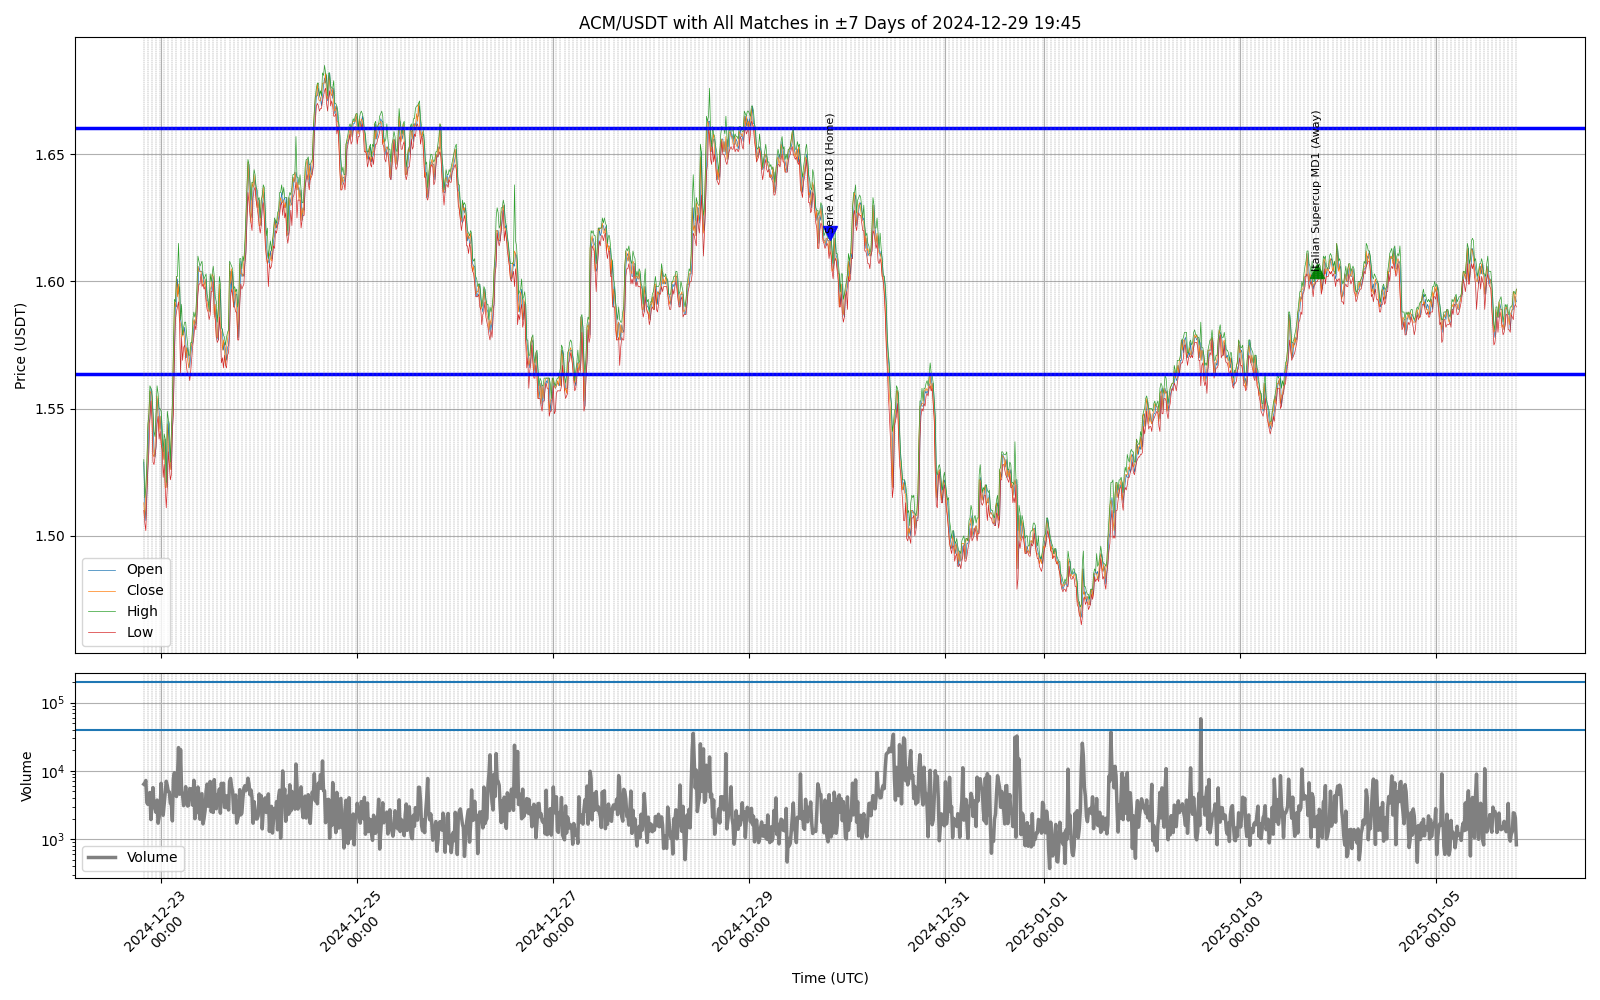 ACM/USDT with All Matches in ±7 Days of 2024-12-29 19:45
Price (USDT)
1.65
1.60
1.55
1.50
Serie A MD18 (Home)
Italian Supercup MD1 (Away)
Open
Close
High
Low
Volume
10^5
10^4
10^3
Volume
2024-12-23
00:00
2024-12-25
00:00
2024-12-27
00:00
2024-12-29
00:00
2024-12-31
00:00
2025-01-01
00:00
2025-01-03
00:00
2025-01-05
00:00
Time (UTC)